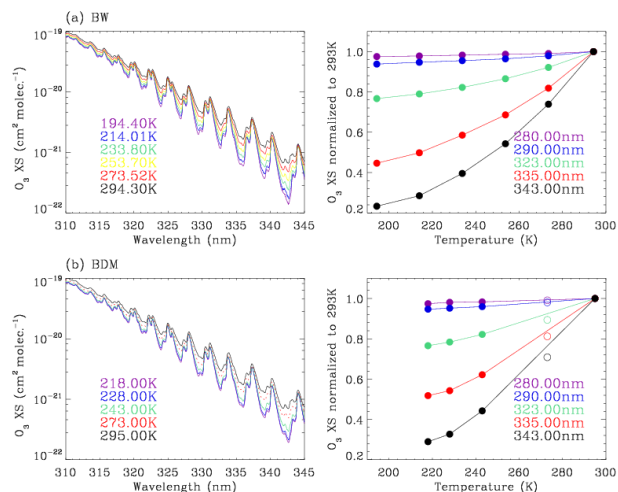 (a) BW
O₃ XS (cm² molec.⁻¹)
10⁻¹⁹
10⁻²⁰
10⁻²¹
10⁻²²
194.40K
214.01K
233.80K
253.70K
273.52K
294.30K
310 315 320 325 330 335 340 345
Wavelength (nm)
O₃ XS normalized to 293K
1.0
0.8
0.6
0.4
0.2
280.00nm
290.00nm
323.00nm
335.00nm
343.00nm
200 220 240 260 280 300
Temperature (K)
(b) BDM
O₃ XS (cm² molec.⁻¹)
10⁻¹⁹
10⁻²⁰
10⁻²¹
10⁻²²
218.00K
228.00K
243.00K
273.00K
295.00K
310 315 320 325 330 335 340 345
Wavelength (nm)
O₃ XS normalized to 293K
1.0
0.8
0.6
0.4
0.2
280.00nm
290.00nm
323.00nm
335.00nm
343.00nm
200 220 240 260 280 300
Temperature (K)